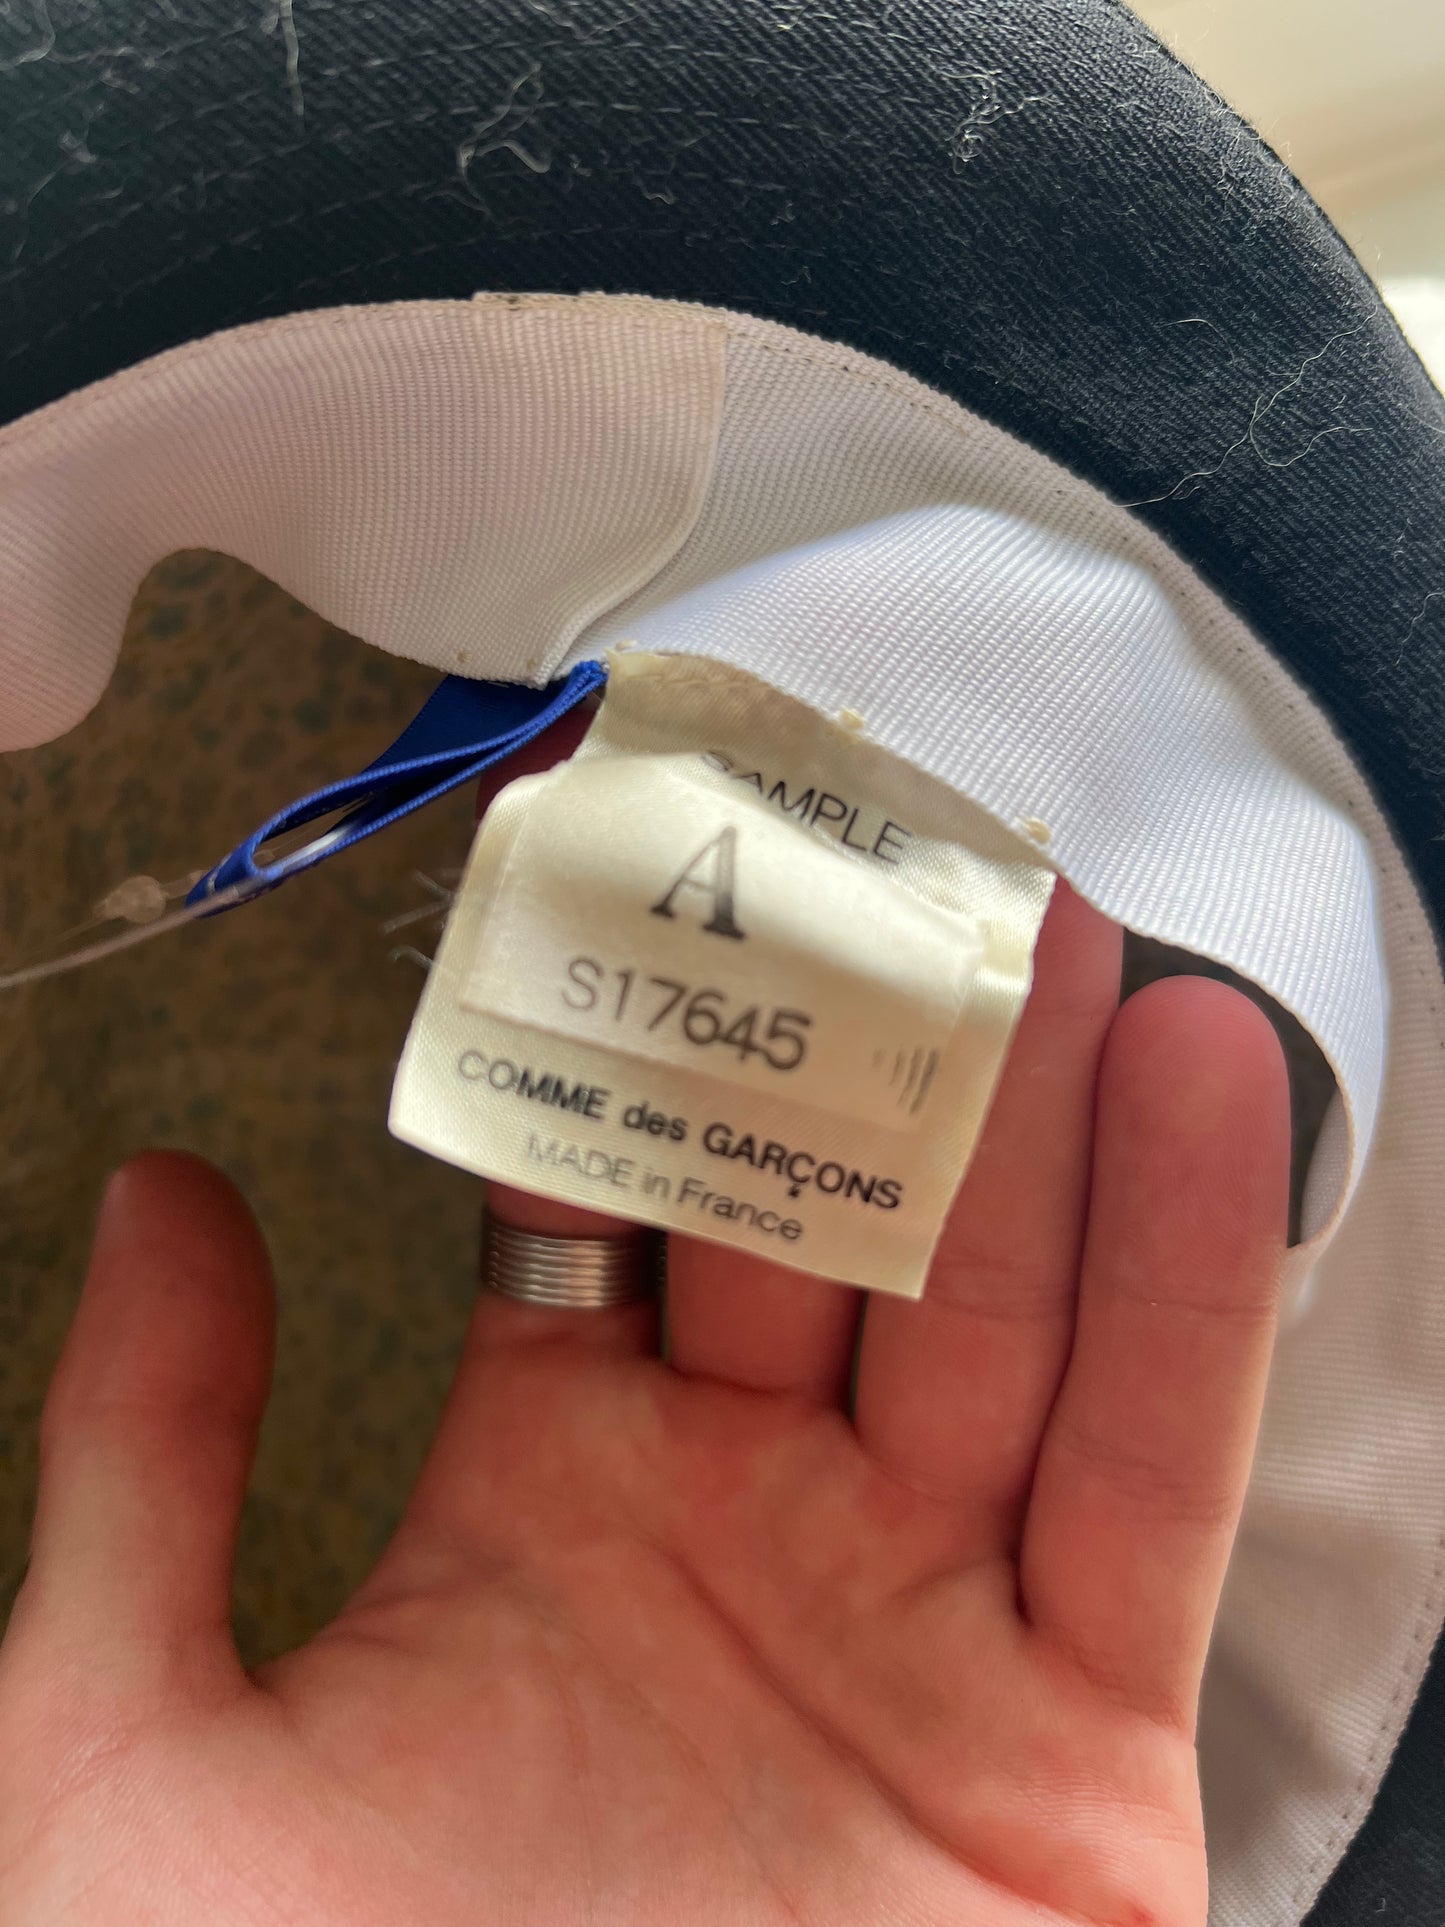 SAMPLE
A
S17645
COMME des GARÇONS
MADE in France